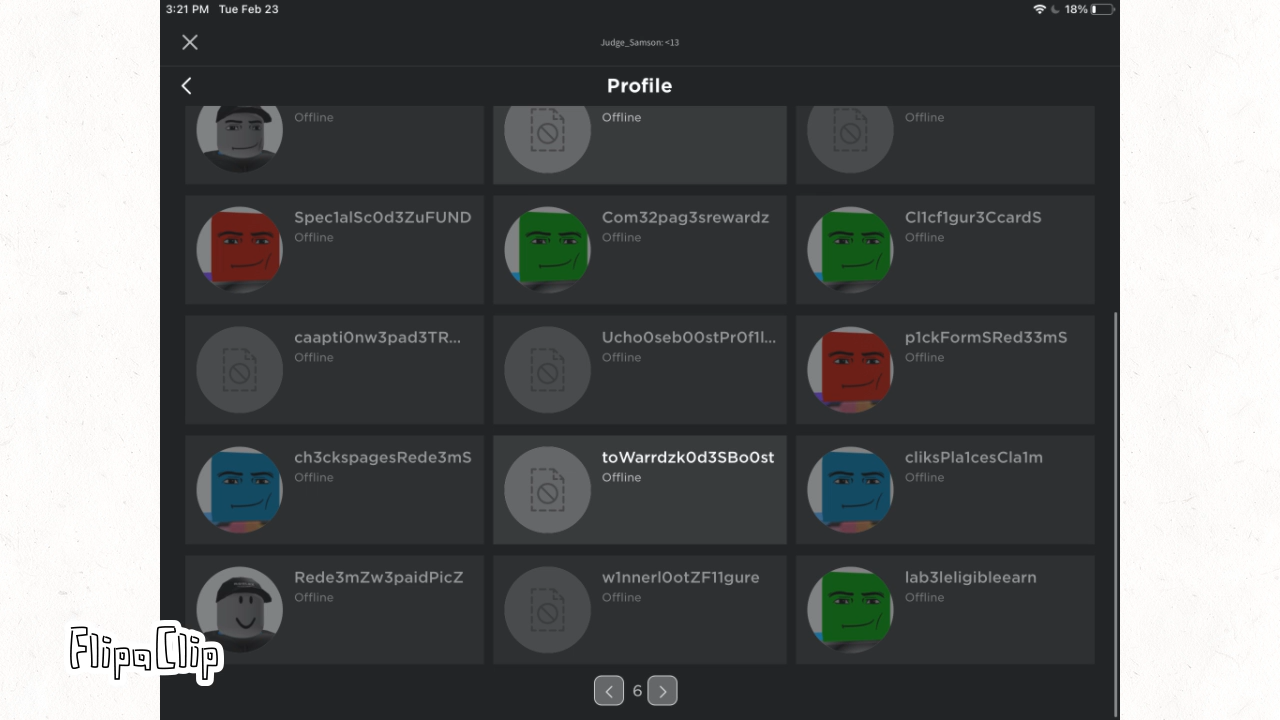 3:21 PM Tue Feb 23
18%
Judge_Samson: <13
Profile
Offline
Offline
Offline
Spec1alSc0d3ZuFUND
Offline
Com32pag3srewardz
Offline
Cl1cf1gur3CcardS
Offline
caapti0nw3pad3TR...
Offline
Ucho0seb00stPr0f1l...
Offline
p1ckFormSRed33mS
Offline
ch3ckspagesRede3mS
Offline
toWarrdzk0d3SBo0st
Offline
cliksPla1cesCla1m
Offline
Rede3mZw3paidPicZ
Offline
w1nnerl0otZF11gure
Offline
lab3leligibleearn
Offline
6
FlipaClip